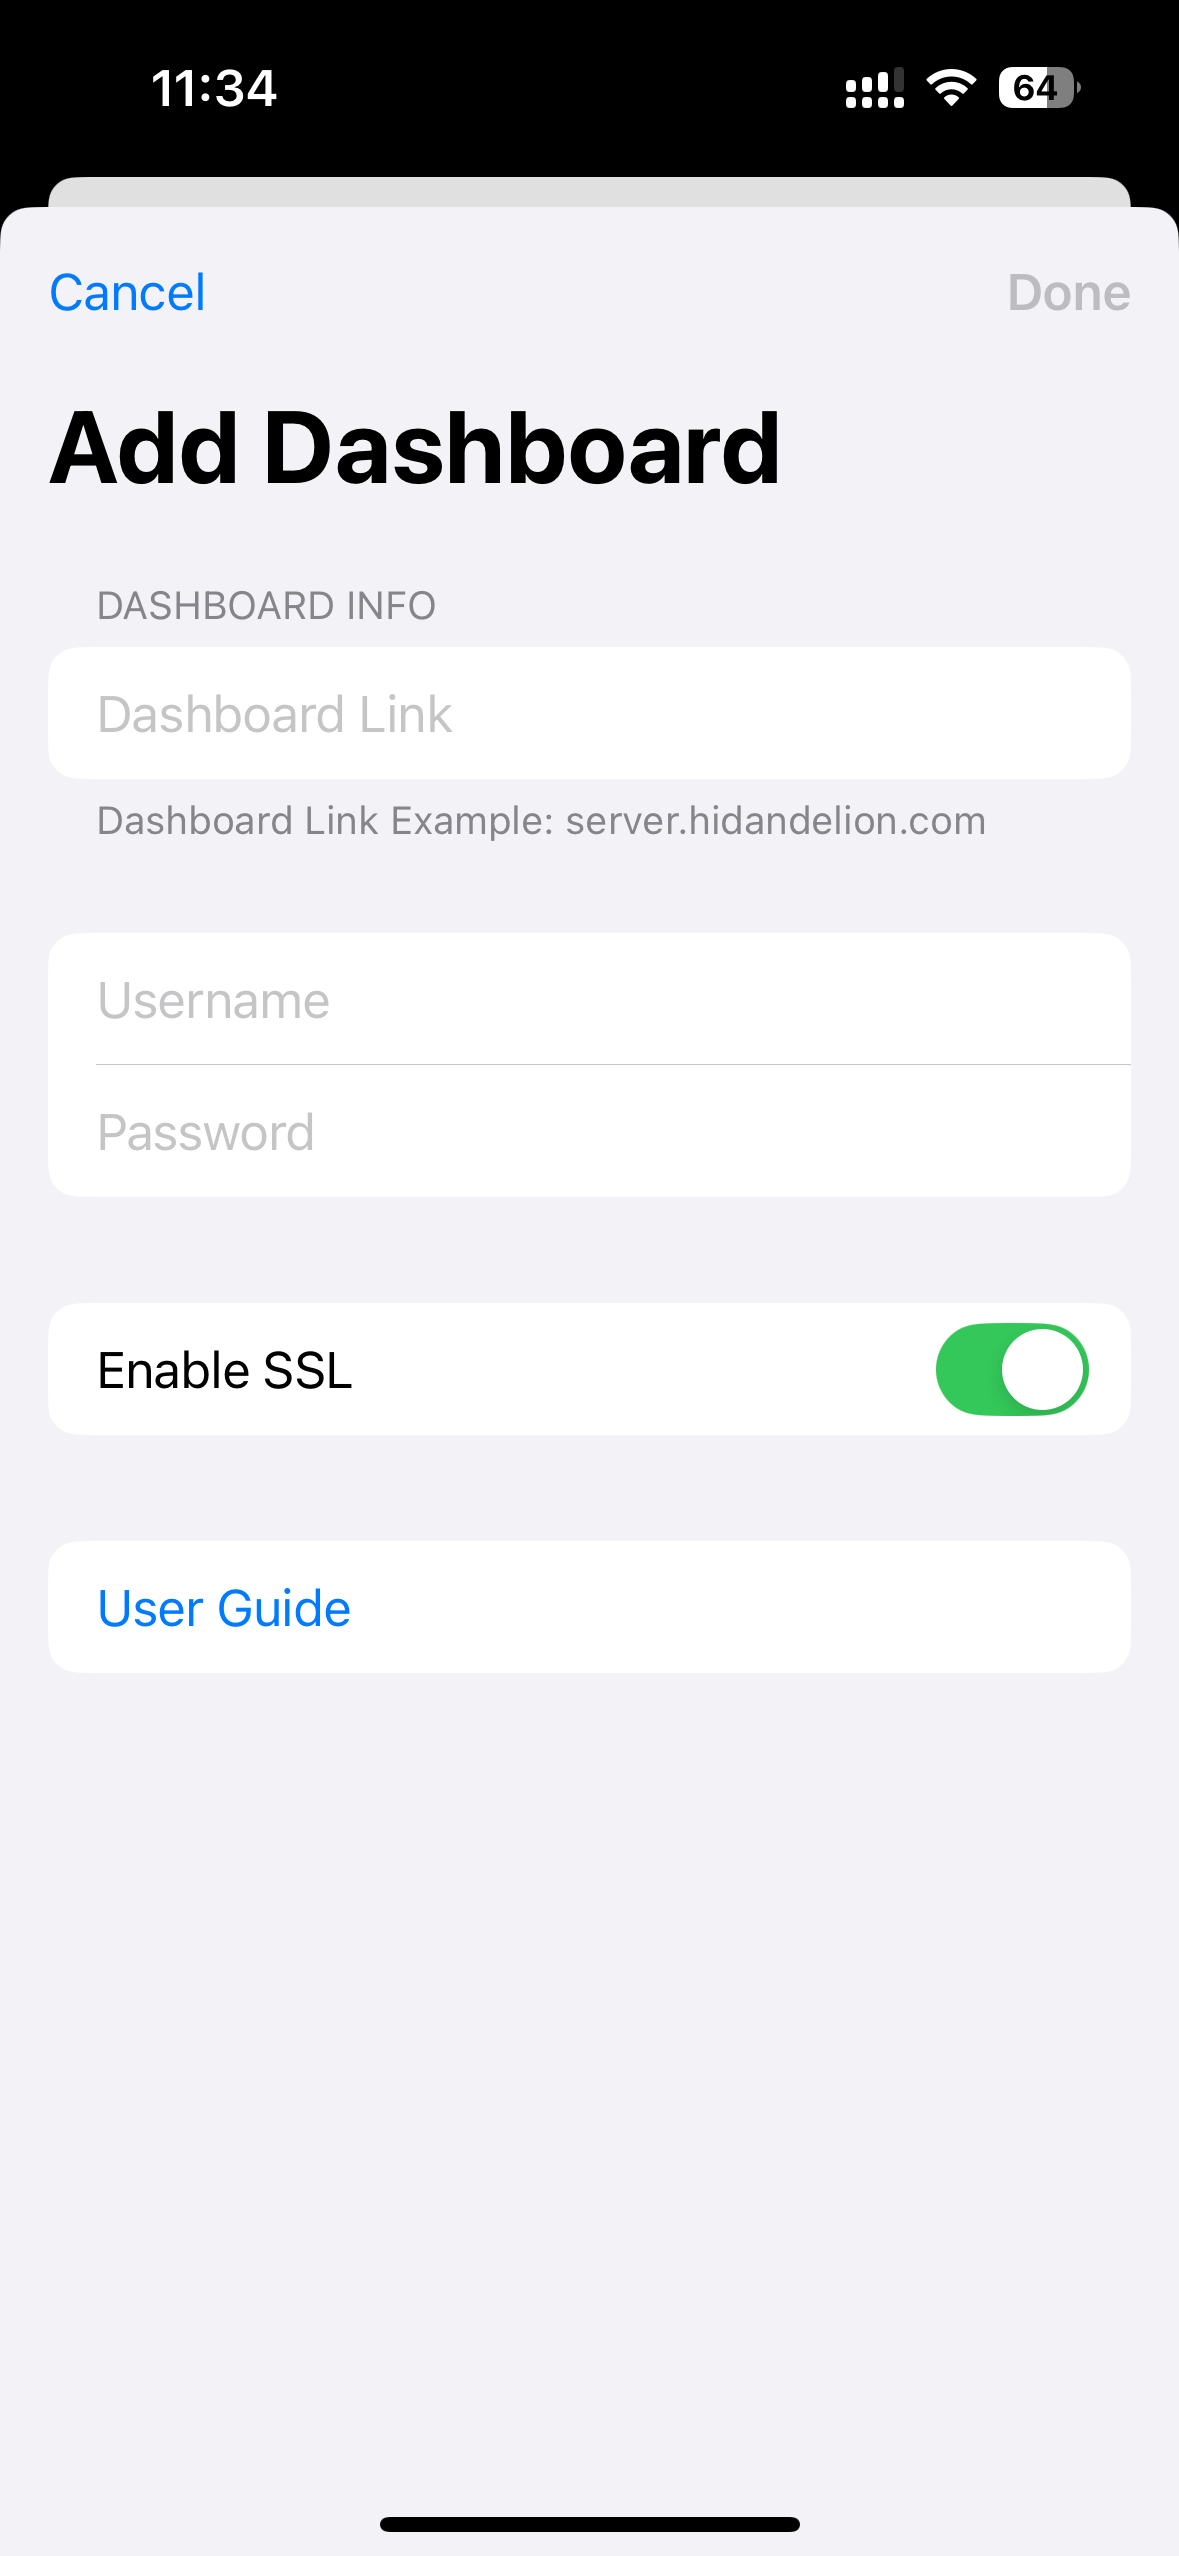 11:34
64
Cancel
Done
Add Dashboard
DASHBOARD INFO
Dashboard Link
Dashboard Link Example: server.hidandelion.com
Username
Password
Enable SSL
User Guide